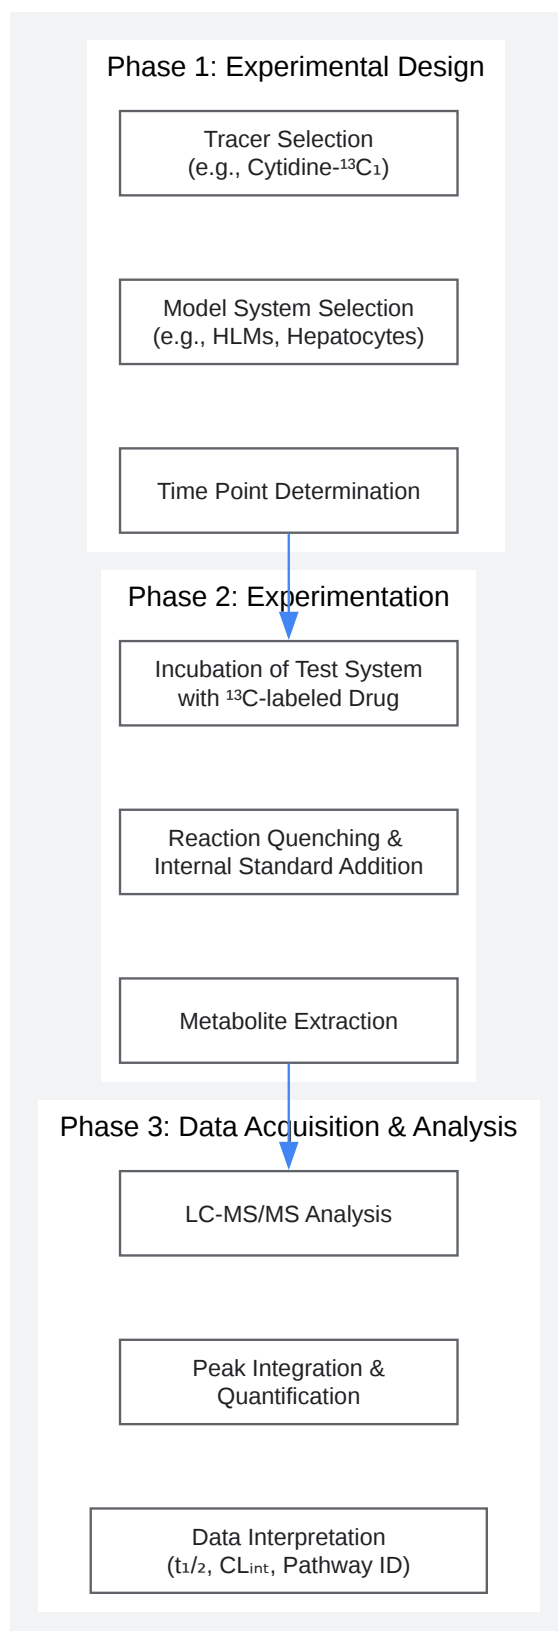 Phase 1: Experimental Design
Tracer Selection
(e.g., Cytidine-¹³C₁)
Model System Selection
(e.g., HLMs, Hepatocytes)
Time Point Determination
Phase 2: Experimentation
Incubation of Test System
with ¹³C-labeled Drug
Reaction Quenching &
Internal Standard Addition
Metabolite Extraction
Phase 3: Data Acquisition & Analysis
LC-MS/MS Analysis
Peak Integration &
Quantification
Data Interpretation
(t₁/₂, CLᵢₙₜ, Pathway ID)